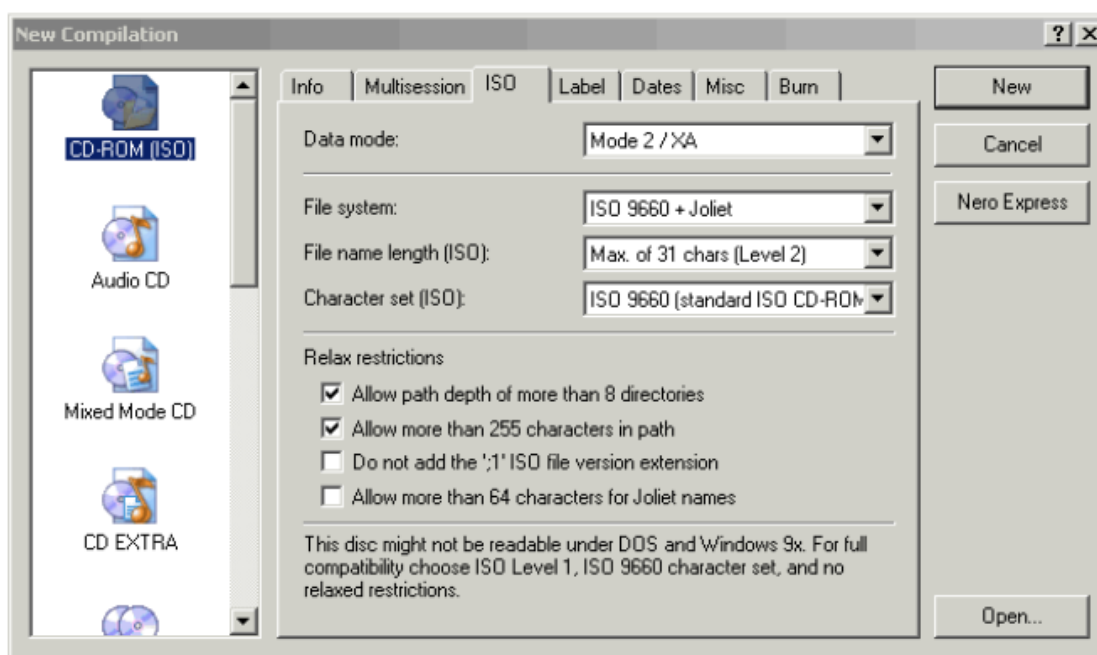 New Compilation
CD-ROM (ISO)
Audio CD
Mixed Mode CD
CD EXTRA
Info Multisession ISO Label Dates Misc Burn
Data mode: Mode 2 / XA
File system: ISO 9660 + Joliet
File name length (ISO): Max. of 31 chars (Level 2)
Character set (ISO): ISO 9660 (standard ISO CD-ROM
Relax restrictions
Allow path depth of more than 8 directories
Allow more than 255 characters in path
Do not add the ';1' ISO file version extension
Allow more than 64 characters for Joliet names
This disc might not be readable under DOS and Windows 9x. For full
compatibility choose ISO Level 1, ISO 9660 character set, and no
relaxed restrictions.
New
Cancel
Nero Express
Open...